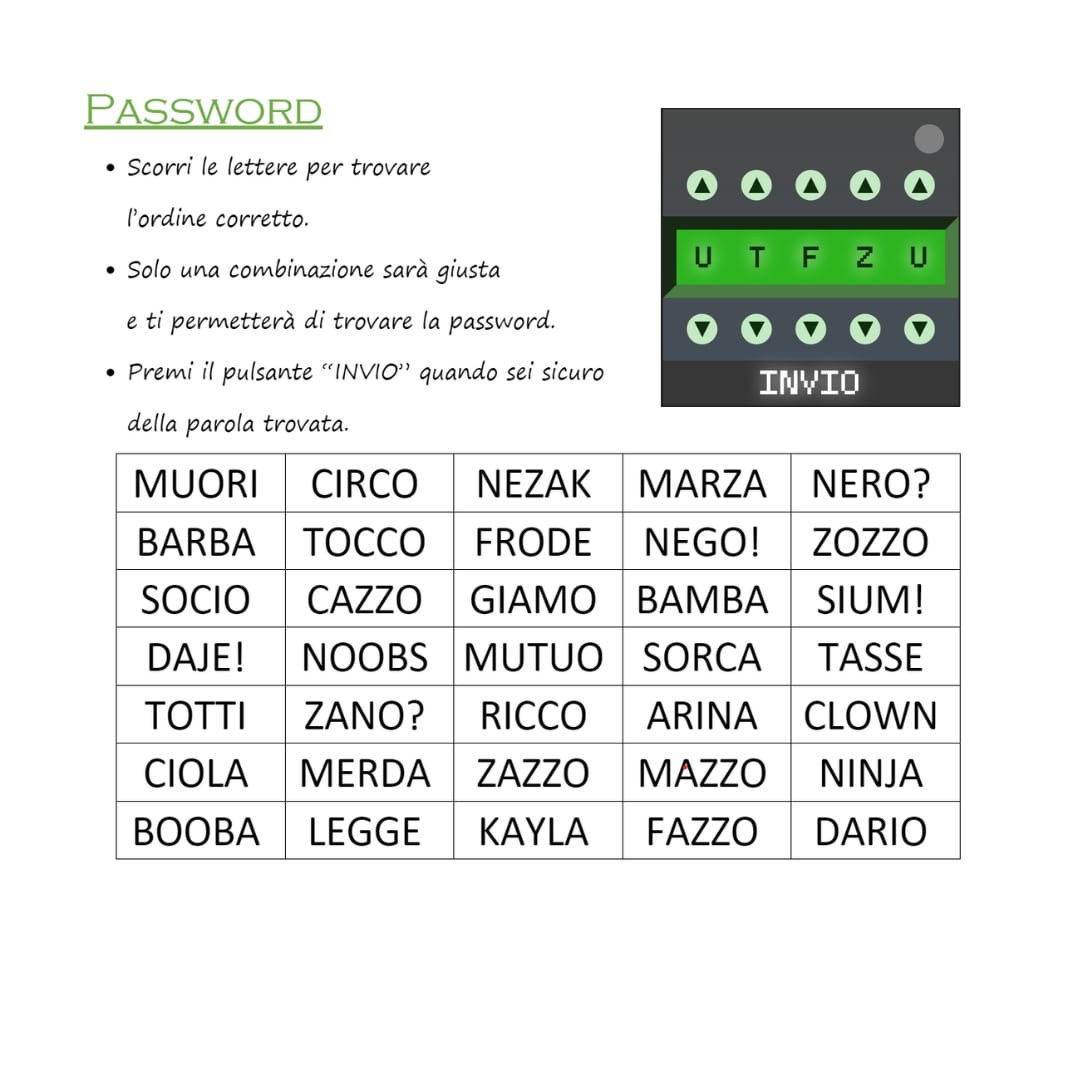 PASSWORD
• Scorri le lettere per trovare
l'ordine corretto.
• Solo una combinazione sarà giusta
e ti permetterà di trovare la password.
• Premi il pulsante “INVIO” quando sei sicuro
della parola trovata.
U T F Z U
INVIO
MUORI CIRCO NEZAK MARZA NERO?
BARBA TOCCO FRODE NEGO! ZOZZO
SOCIO CAZZO GIAMO BAMBA SIUM!
DAJE! NOOBS MUTUO SORCA TASSE
TOTTI ZANO? RICCO ARINA CLOWN
CIOLA MERDA ZAZZO MAZZO NINJA
BOOBA LEGGE KAYLA FAZZO DARIO